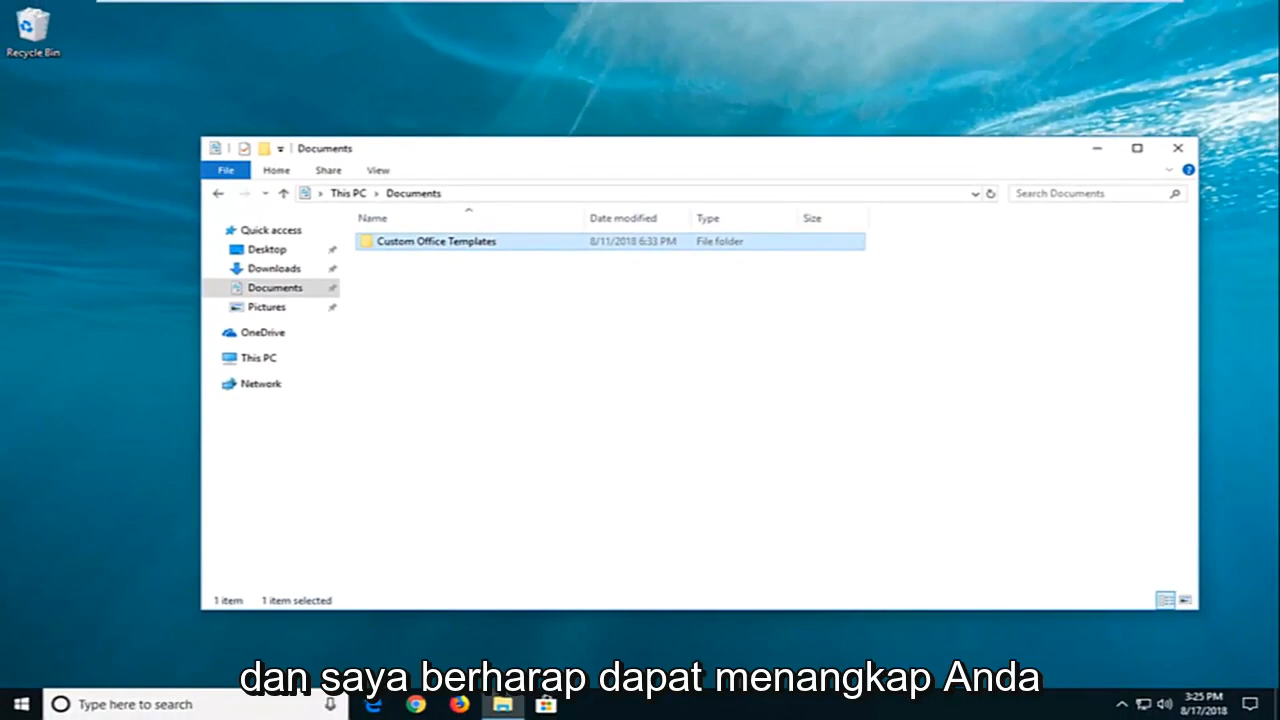 Recycle Bin
Documents
File Home Share View
This PC Documents
Search Documents
Name Date modified Type Size
Quick access
Custom Office Templates 8/11/2018 6:33 PM File folder
Desktop
Downloads
Documents
Pictures
OneDrive
This PC
Network
1 item 1 item selected
dan saya berharap dapat menangkap Anda
Type here to search
3:25 PM
8/17/2018